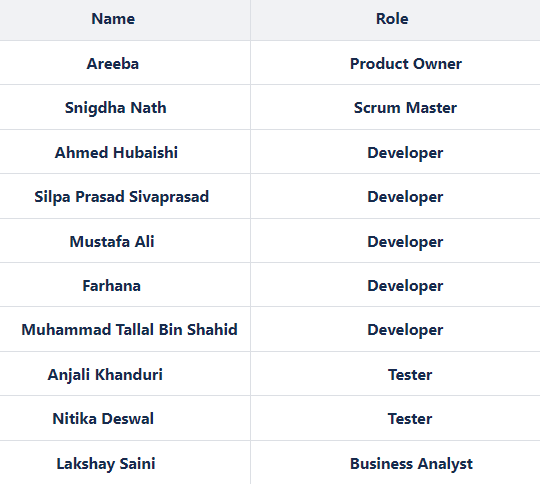 Name Role
Areeba Product Owner
Snigdha Nath Scrum Master
Ahmed Hubaishi Developer
Silpa Prasad Sivaprasad Developer
Mustafa Ali Developer
Farhana Developer
Muhammad Tallal Bin Shahid Developer
Anjali Khanduri Tester
Nitika Deswal Tester
Lakshay Saini Business Analyst